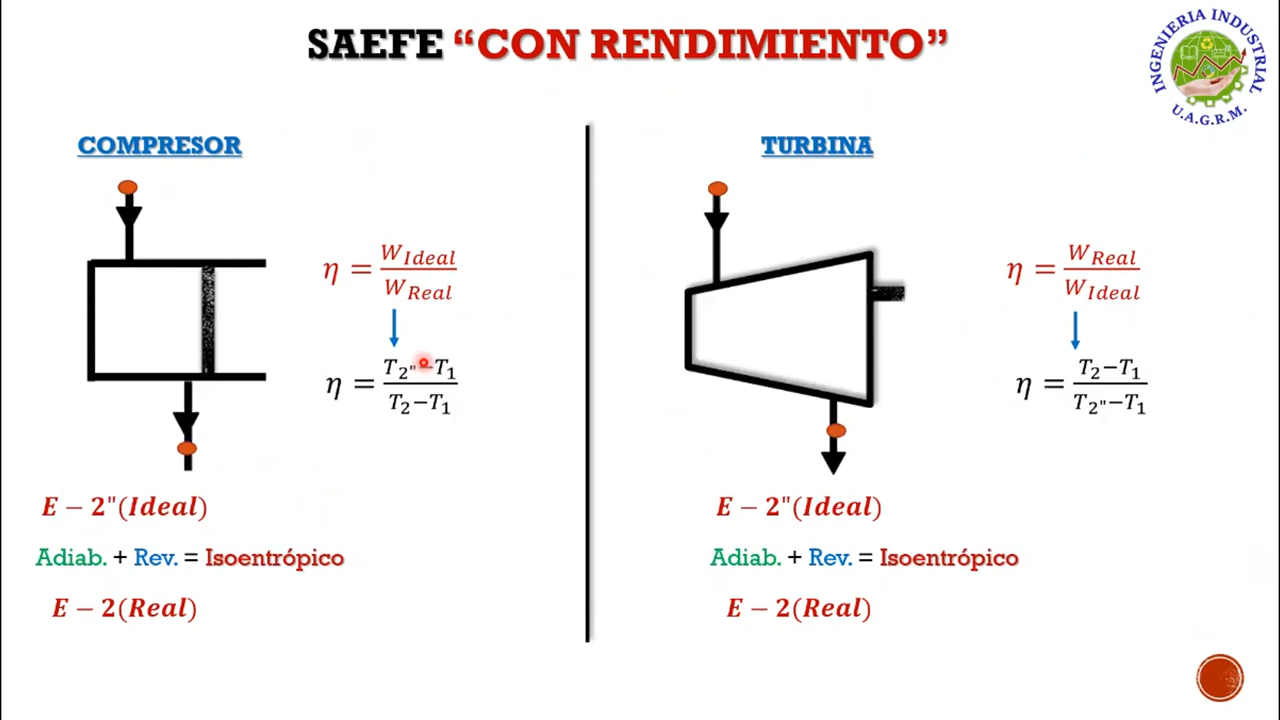 SAEFE “CON RENDIMIENTO”
INGENIERIA INDUSTRIAL
U.A.G.R.M.
COMPRESOR
η = W_Ideal / W_Real
η = T_2"−T_1 / T_2−T_1
E − 2"(Ideal)
Adiab. + Rev. = Isoentrópico
E − 2(Real)
TURBINA
η = W_Real / W_Ideal
η = T_2−T_1 / T_2"−T_1
E − 2"(Ideal)
Adiab. + Rev. = Isoentrópico
E − 2(Real)